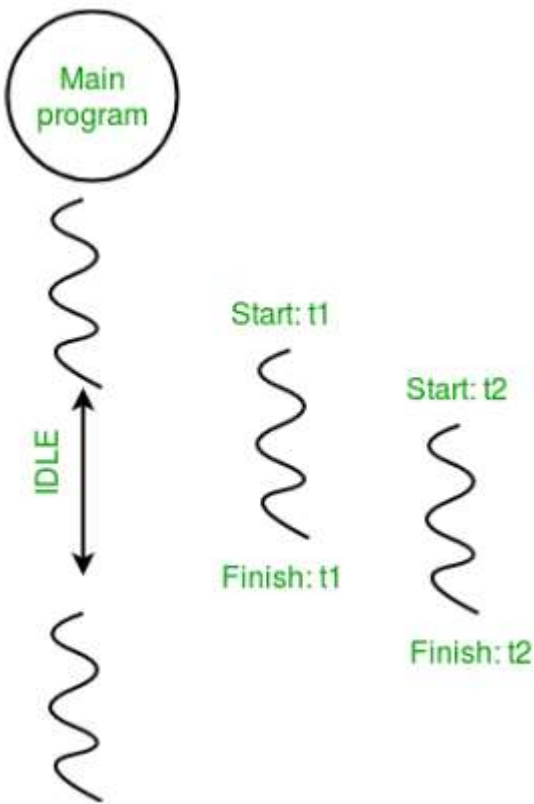 Main
program
Start: t1
Start: t2
IDLE
Finish: t1
Finish: t2